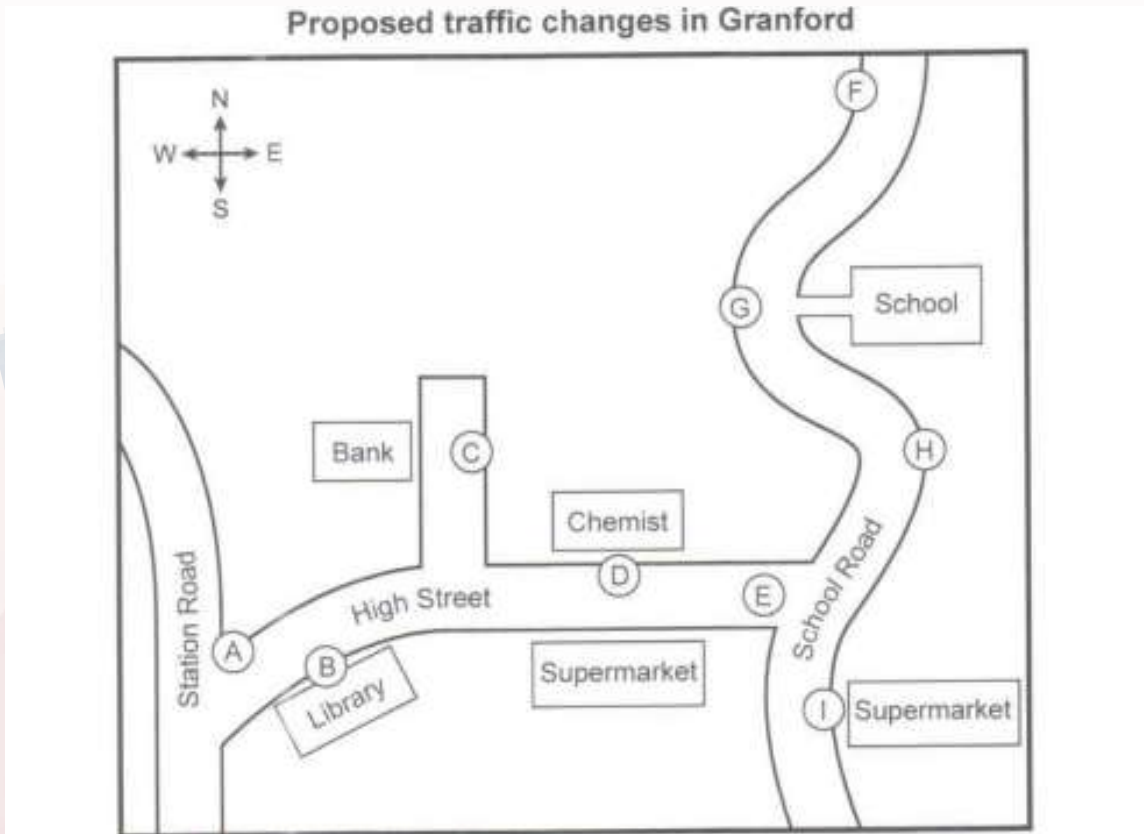 Proposed traffic changes in Granford
N
W E
S
F
G
School
Bank
C
H
Chemist
D
E
High Street
School Road
Station Road
A
B
Library
Supermarket
I
Supermarket